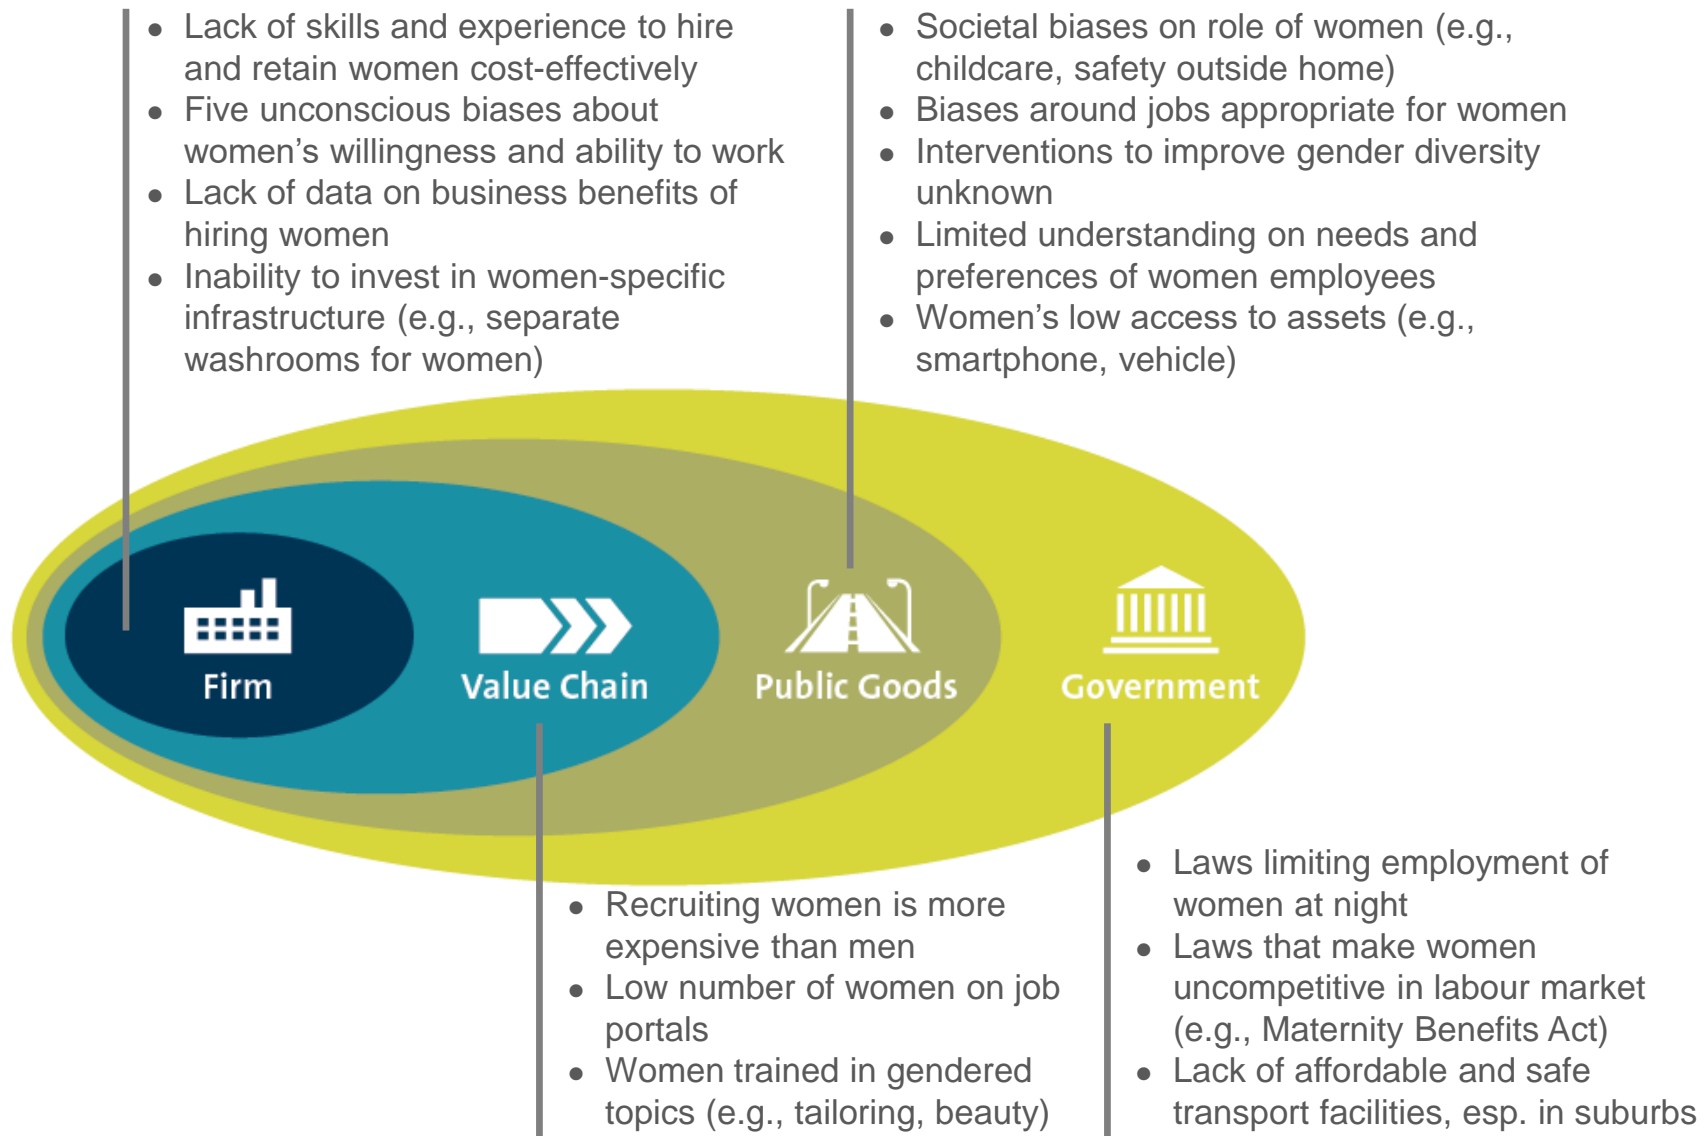 ● Lack of skills and experience to hire
and retain women cost-effectively
● Five unconscious biases about
women’s willingness and ability to work
● Lack of data on business benefits of
hiring women
● Inability to invest in women-specific
infrastructure (e.g., separate
washrooms for women)
● Societal biases on role of women (e.g.,
childcare, safety outside home)
● Biases around jobs appropriate for women
● Interventions to improve gender diversity
unknown
● Limited understanding on needs and
preferences of women employees
● Women’s low access to assets (e.g.,
smartphone, vehicle)
Firm
Value Chain
Public Goods
Government
● Recruiting women is more
expensive than men
● Low number of women on job
portals
● Women trained in gendered
topics (e.g., tailoring, beauty)
● Laws limiting employment of
women at night
● Laws that make women
uncompetitive in labour market
(e.g., Maternity Benefits Act)
● Lack of affordable and safe
transport facilities, esp. in suburbs